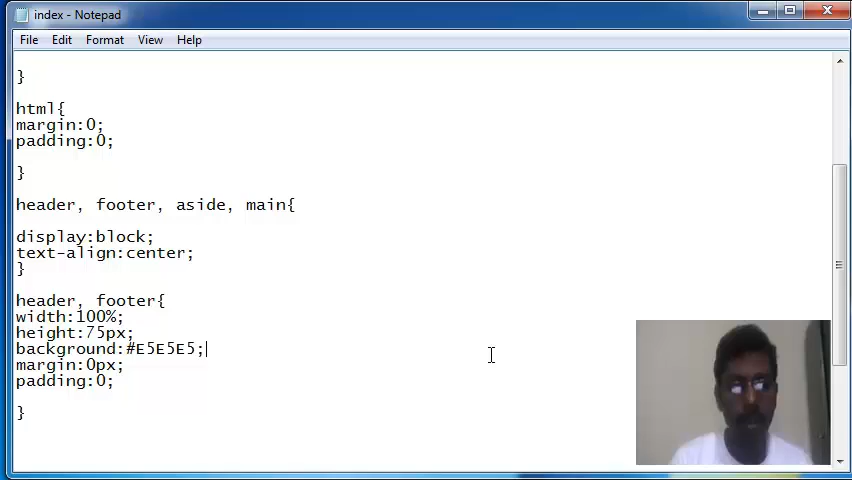 index - Notepad
File Edit Format View Help
}
html{
margin:0;
padding:0;
}
header, footer, aside, main{
display:block;
text-align:center;
}
header, footer{
width:100%;
height:75px;
background:#E5E5E5;
margin:0px;
padding:0;
}